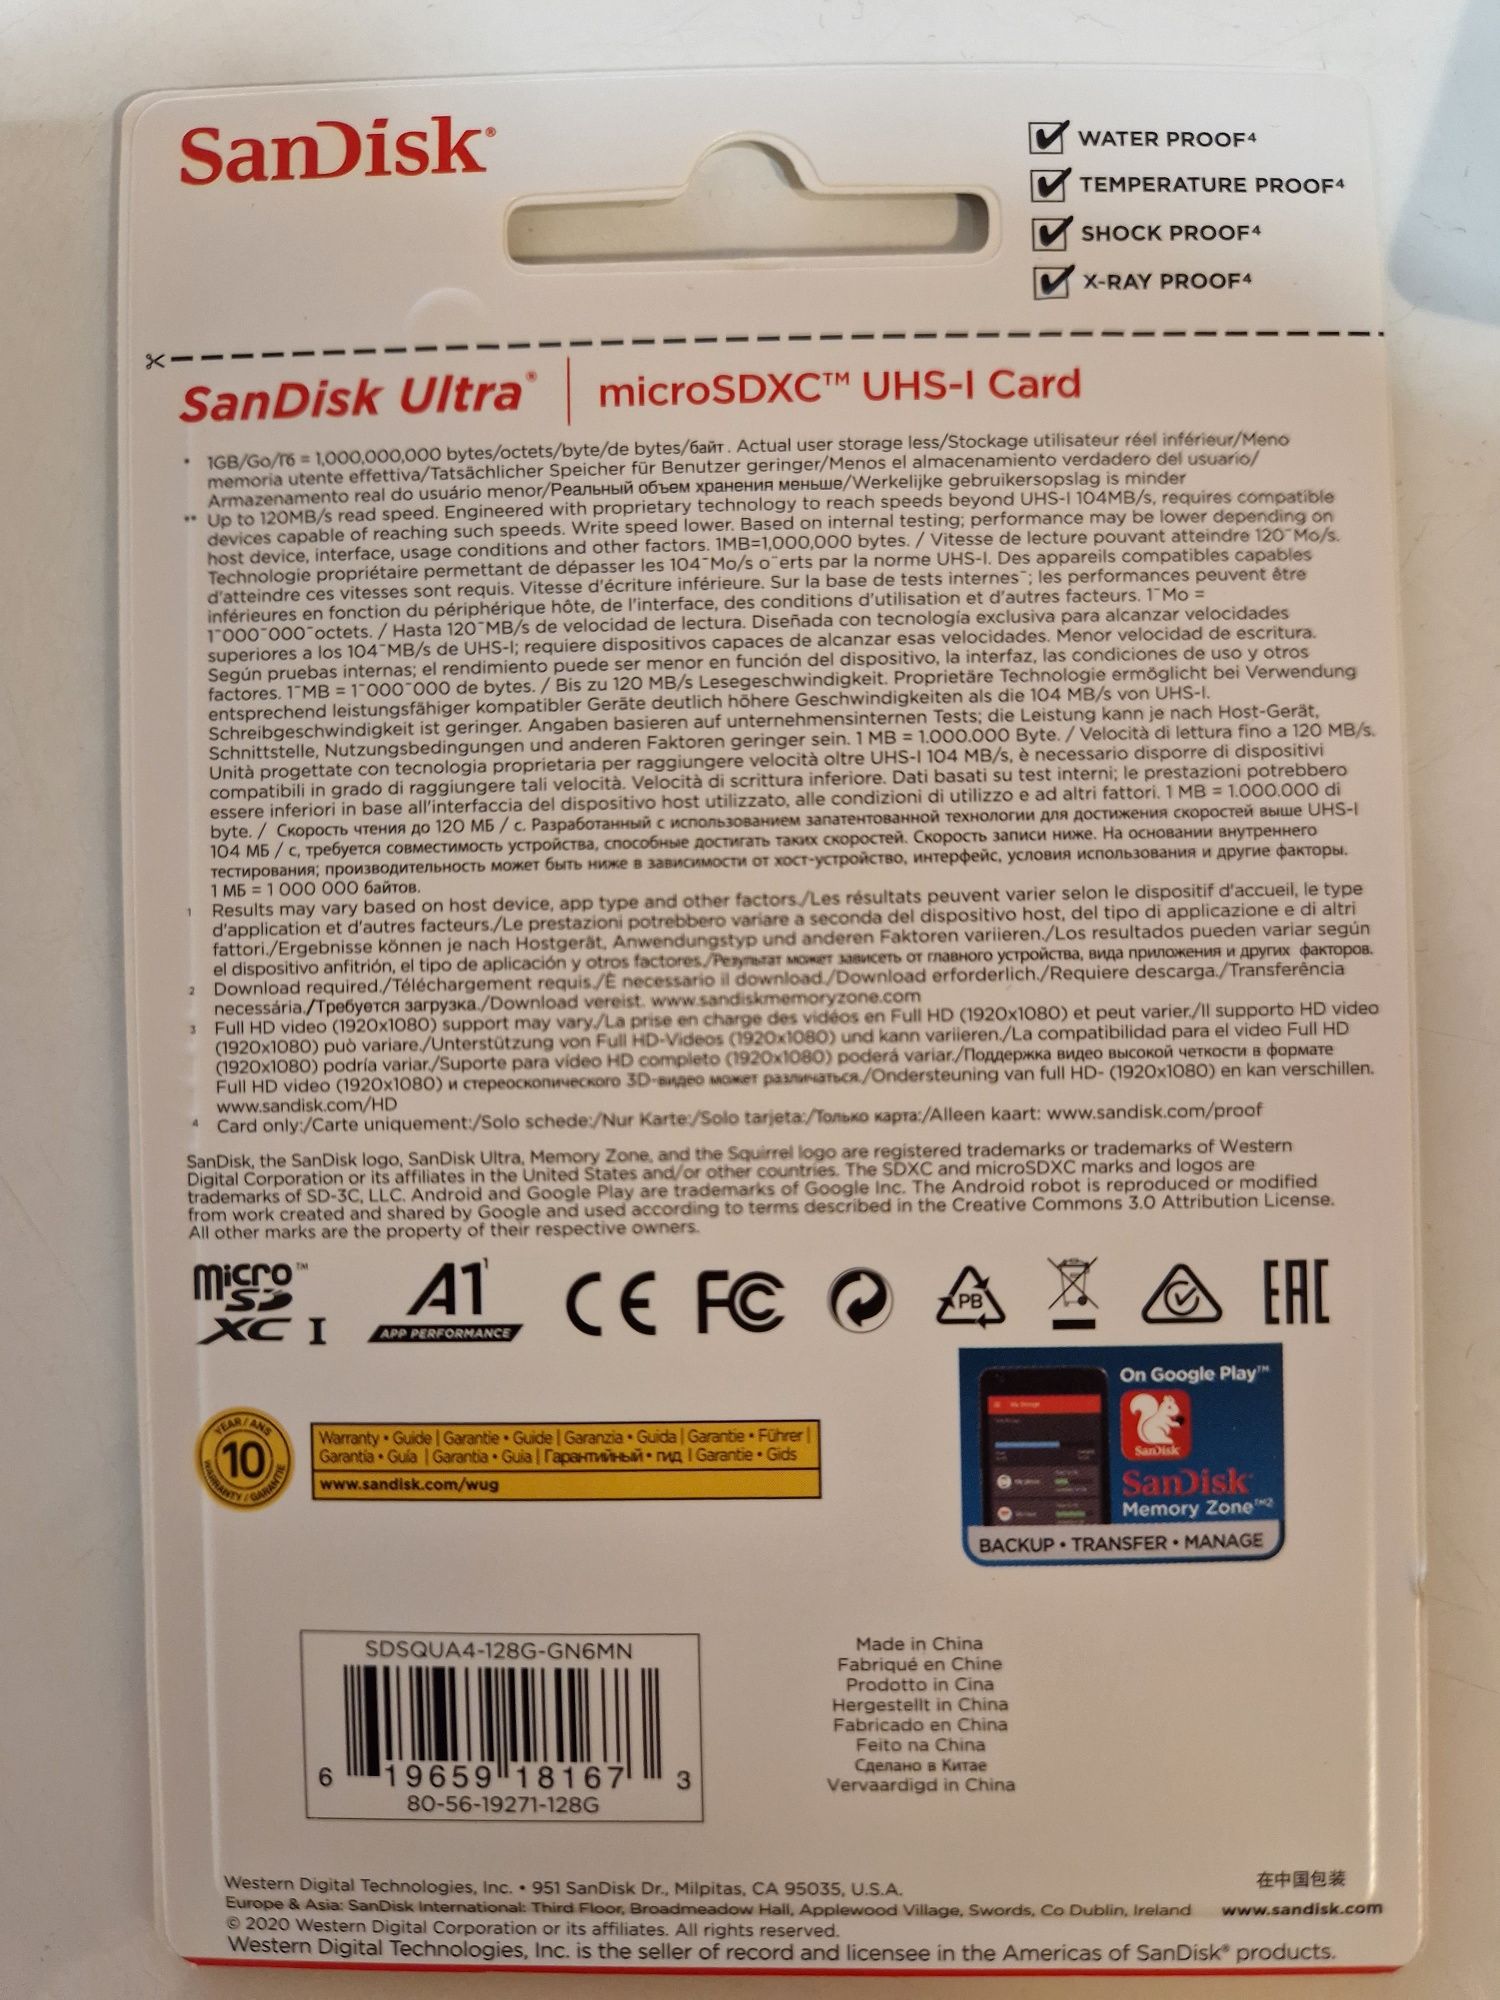 SanDisk®
WATER PROOF⁴
TEMPERATURE PROOF⁴
SHOCK PROOF⁴
X-RAY PROOF⁴
SanDisk Ultra® | microSDXC™ UHS-I Card
* 1GB/Go/Гб = 1,000,000,000 bytes/octets/byte/de bytes/байт. Actual user storage less/Stockage utilisateur réel inférieur/Meno
memoria utente effettiva/Tatsächlicher Speicher für Benutzer geringer/Menos el almacenamiento verdadero del usuario/
Armazenamento real do usuário menor/Реальный объем хранения меньше/Werkelijke gebruikersopslag is minder
** Up to 120MB/s read speed. Engineered with proprietary technology to reach speeds beyond UHS-I 104MB/s, requires compatible
devices capable of reaching such speeds. Write speed lower. Based on internal testing; performance may be lower depending on
host device, interface, usage conditions and other factors. 1MB=1,000,000 bytes. / Vitesse de lecture pouvant atteindre 120¯Mo/s.
Technologie propriétaire permettant de dépasser les 104¯Mo/s o¨erts par la norme UHS-I. Des appareils compatibles capables
d'atteindre ces vitesses sont requis. Vitesse d'écriture inférieure. Sur la base de tests internes¯; les performances peuvent être
inférieures en fonction du périphérique hôte, de l'interface, des conditions d'utilisation et d'autres facteurs. 1¯Mo =
1¯000¯000¯octets. / Hasta 120¯MB/s de velocidad de lectura. Diseñada con tecnología exclusiva para alcanzar velocidades
superiores a los 104¯MB/s de UHS-I; requiere dispositivos capaces de alcanzar esas velocidades. Menor velocidad de escritura.
Según pruebas internas; el rendimiento puede ser menor en función del dispositivo, la interfaz, las condiciones de uso y otros
factores. 1¯MB = 1¯000¯000 de bytes. / Bis zu 120 MB/s Lesegeschwindigkeit. Proprietäre Technologie ermöglicht bei Verwendung
entsprechend leistungsfähiger kompatibler Geräte deutlich höhere Geschwindigkeiten als die 104 MB/s von UHS-I.
Schreibgeschwindigkeit ist geringer. Angaben basieren auf unternehmensinternen Tests; die Leistung kann je nach Host-Gerät,
Schnittstelle, Nutzungsbedingungen und anderen Faktoren geringer sein. 1 MB = 1.000.000 Byte. / Velocità di lettura fino a 120 MB/s.
Unità progettate con tecnologia proprietaria per raggiungere velocità oltre UHS-I 104 MB/s, è necessario disporre di dispositivi
compatibili in grado di raggiungere tali velocità. Velocità di scrittura inferiore. Dati basati su test interni; le prestazioni potrebbero
essere inferiori in base all'interfaccia del dispositivo host utilizzato, alle condizioni di utilizzo e ad altri fattori. 1 MB = 1.000.000 di
byte. / Скорость чтения до 120 МБ / с. Разработанный с использованием запатентованной технологии для достижения скоростей выше UHS-I
104 МБ / с, требуется совместимость устройства, способные достигать таких скоростей. Скорость записи ниже. На основании внутреннего
тестирования; производительность может быть ниже в зависимости от хост-устройство, интерфейс, условия использования и другие факторы.
1 МБ = 1 000 000 байтов.
1 Results may vary based on host device, app type and other factors./Les résultats peuvent varier selon le dispositif d'accueil, le type
d'application et d'autres facteurs./Le prestazioni potrebbero variare a seconda del dispositivo host, del tipo di applicazione e di altri
fattori./Ergebnisse können je nach Hostgerät, Anwendungstyp und anderen Faktoren variieren./Los resultados pueden variar según
el dispositivo anfitrión, el tipo de aplicación y otros factores./Результат может зависеть от главного устройства, вида приложения и других факторов.
2 Download required./Téléchargement requis./È necessario il download./Download erforderlich./Requiere descarga./Transferência
necessária./Требуется загрузка./Download vereist. www.sandiskmemoryzone.com
3 Full HD video (1920x1080) support may vary./La prise en charge des vidéos en Full HD (1920x1080) et peut varier./Il supporto HD video
(1920x1080) può variare./Unterstützung von Full HD-Videos (1920x1080) und kann variieren./La compatibilidad para el video Full HD
(1920x1080) podría variar./Suporte para vídeo HD completo (1920x1080) poderá variar./Поддержка видео высокой четкости в формате
Full HD video (1920x1080) и стереоскопического 3D-видео может различаться./Ondersteuning van full HD- (1920x1080) en kan verschillen.
www.sandisk.com/HD
4 Card only:/Carte uniquement:/Solo schede:/Nur Karte:/Solo tarjeta:/Только карта:/Alleen kaart: www.sandisk.com/proof
SanDisk, the SanDisk logo, SanDisk Ultra, Memory Zone, and the Squirrel logo are registered trademarks or trademarks of Western
Digital Corporation or its affiliates in the United States and/or other countries. The SDXC and microSDXC marks and logos are
trademarks of SD-3C, LLC. Android and Google Play are trademarks of Google Inc. The Android robot is reproduced or modified
from work created and shared by Google and used according to terms described in the Creative Commons 3.0 Attribution License.
All other marks are the property of their respective owners.
micro SD XC I ™
A1¹ APP PERFORMANCE
CE FC PB EAC
On Google Play™
SanDisk
SanDisk
Memory Zone™²
BACKUP • TRANSFER • MANAGE
YEAR/ANS
10
WARRANTY/GARANTIE
Warranty • Guide | Garantie • Guide | Garanzia • Guida | Garantie • Führer |
Garantía • Guía | Garantia • Guia | Гарантийный • гид | Garantie • Gids
www.sandisk.com/wug
SDSQUA4-128G-GN6MN
6 19659 18167 3
80-56-19271-128G
Made in China
Fabriqué en Chine
Prodotto in Cina
Hergestellt in China
Fabricado en China
Feito na China
Сделано в Китае
Vervaardigd in China
Western Digital Technologies, Inc. • 951 SanDisk Dr., Milpitas, CA 95035, U.S.A.
在中国包装
Europe & Asia: SanDisk International: Third Floor, Broadmeadow Hall, Applewood Village, Swords, Co Dublin, Ireland
www.sandisk.com
© 2020 Western Digital Corporation or its affiliates. All rights reserved.
Western Digital Technologies, Inc. is the seller of record and licensee in the Americas of SanDisk® products.